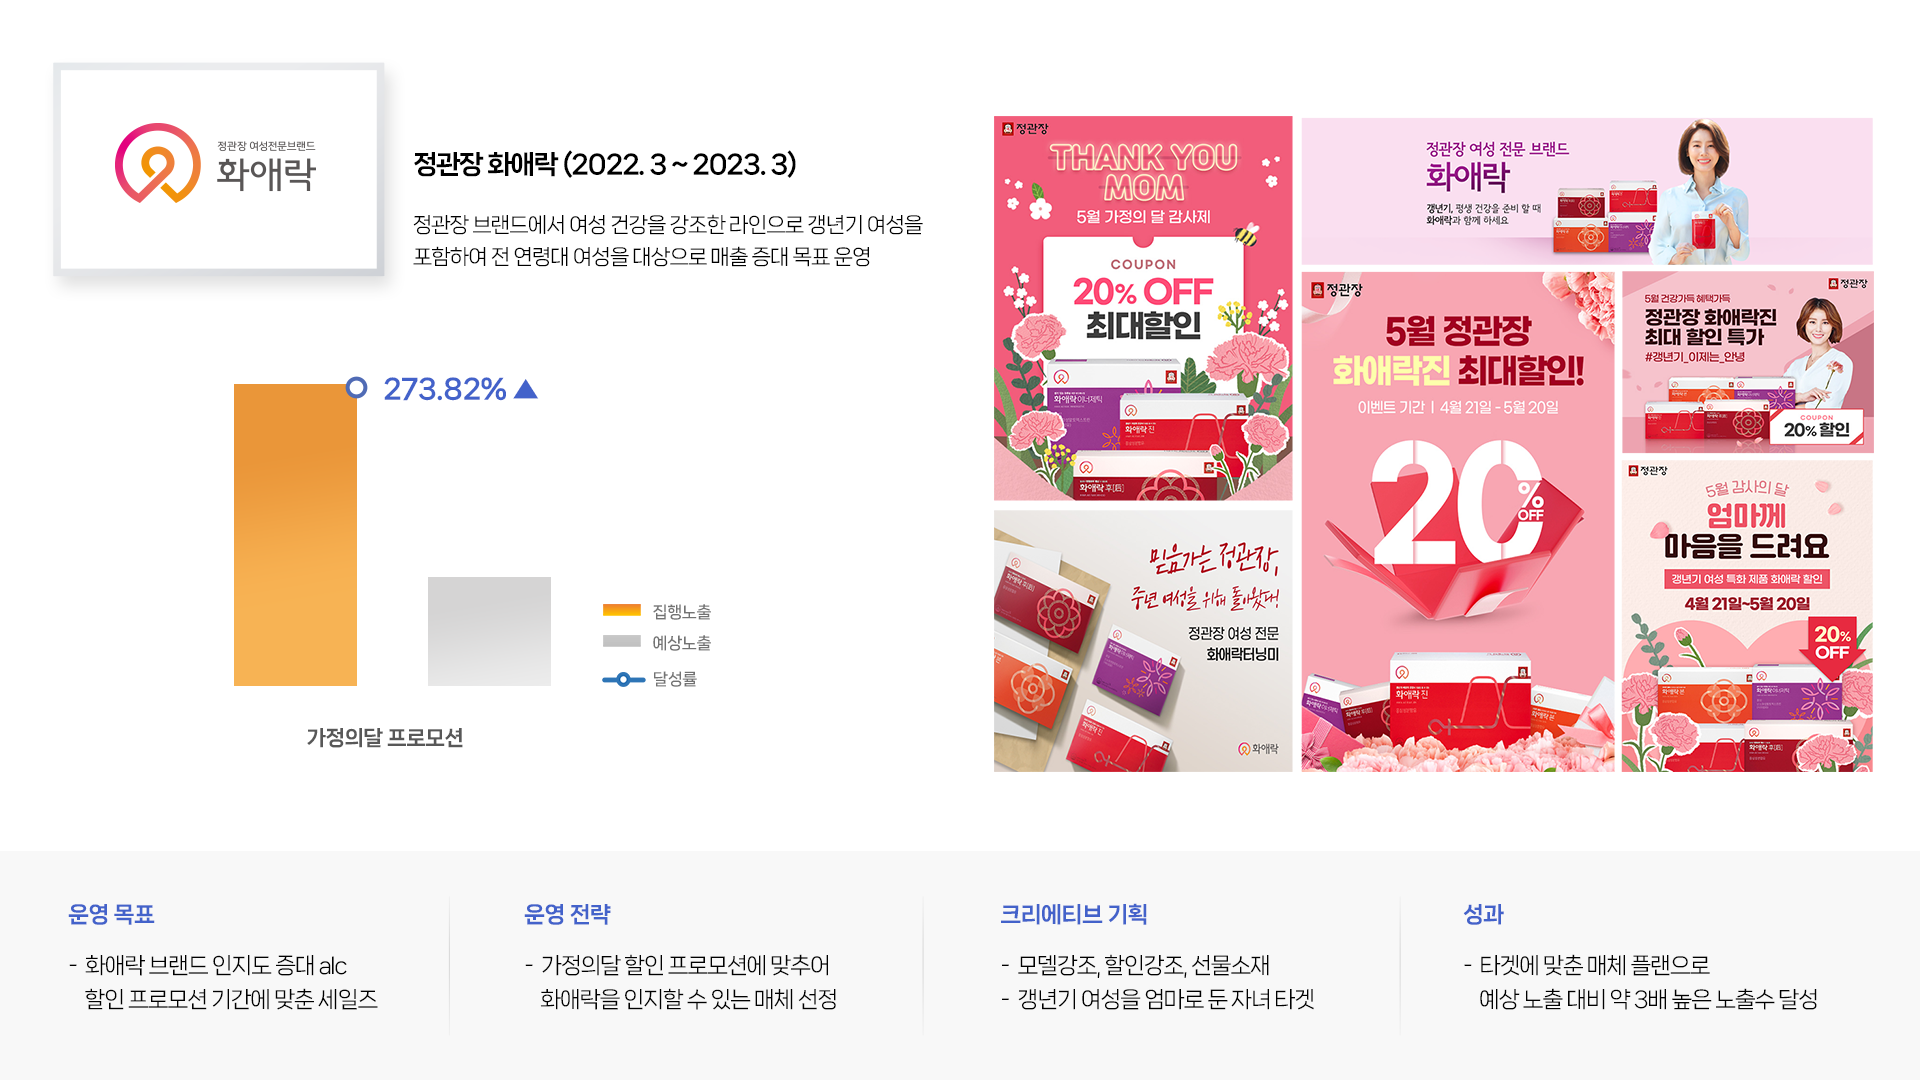 정관장 여성전문브랜드
화애락
정관장 화애락 (2022. 3 ~ 2023. 3)
정관장 브랜드에서 여성 건강을 강조한 라인으로 갱년기 여성을
포함하여 전 연령대 여성을 대상으로 매출 증대 목표 운영
273.82% ▲
집행노출
예상노출
달성률
가정의달 프로모션
정관장
THANK YOU
MOM
5월 가정의 달 감사제
COUPON
20% OFF
최대할인
화애락 이너제틱
화애락 진
화애락 후[后]
정관장 여성 전문 브랜드
화애락
갱년기, 평생 건강을 준비 할 때
화애락과 함께 하세요
정관장
5월 정관장
화애락진 최대할인!
이벤트 기간 | 4월 21일 - 5월 20일
20% OFF
화애락 진
정관장
5월 건강가득 혜택가득
정관장 화애락진
최대 할인 특가
#갱년기_이제는_안녕
COUPON
20% 할인
믿음가는 정관장,
중년 여성을 위해 돌아왔다!
정관장 여성 전문
화애락터닝미
화애락
정관장
5월 감사의 달
엄마께
마음을 드려요
갱년기 여성 특화 제품 화애락 할인
4월 21일~5월 20일
20%
OFF
운영 목표
- 화애락 브랜드 인지도 증대 alc
할인 프로모션 기간에 맞춘 세일즈
운영 전략
- 가정의달 할인 프로모션에 맞추어
화애락을 인지할 수 있는 매체 선정
크리에티브 기획
- 모델강조, 할인강조, 선물소재
- 갱년기 여성을 엄마로 둔 자녀 타겟
성과
- 타겟에 맞춘 매체 플랜으로
예상 노출 대비 약 3배 높은 노출수 달성